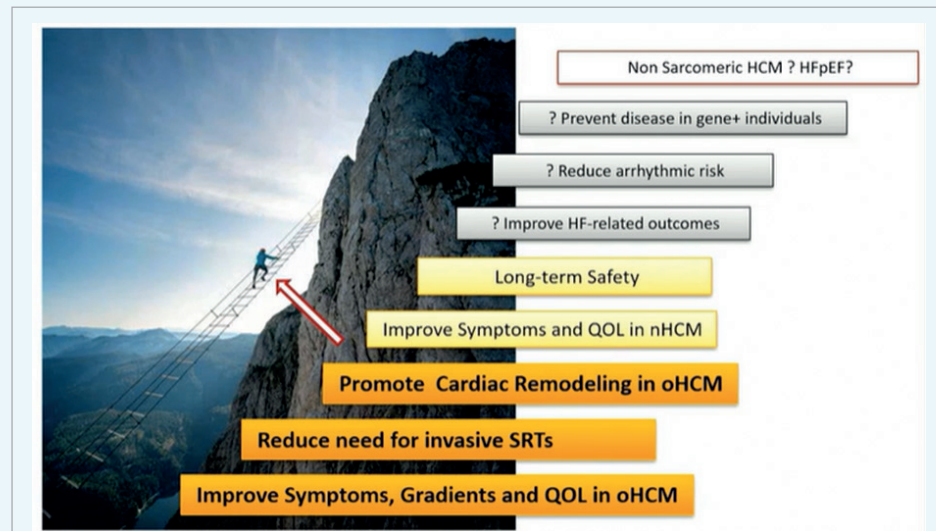 Non Sarcomeric HCM ? HFpEF?
? Prevent disease in gene+ individuals
? Reduce arrhythmic risk
? Improve HF-related outcomes
Long-term Safety
Improve Symptoms and QOL in nHCM
Promote Cardiac Remodeling in oHCM
Reduce need for invasive SRTs
Improve Symptoms, Gradients and QOL in oHCM